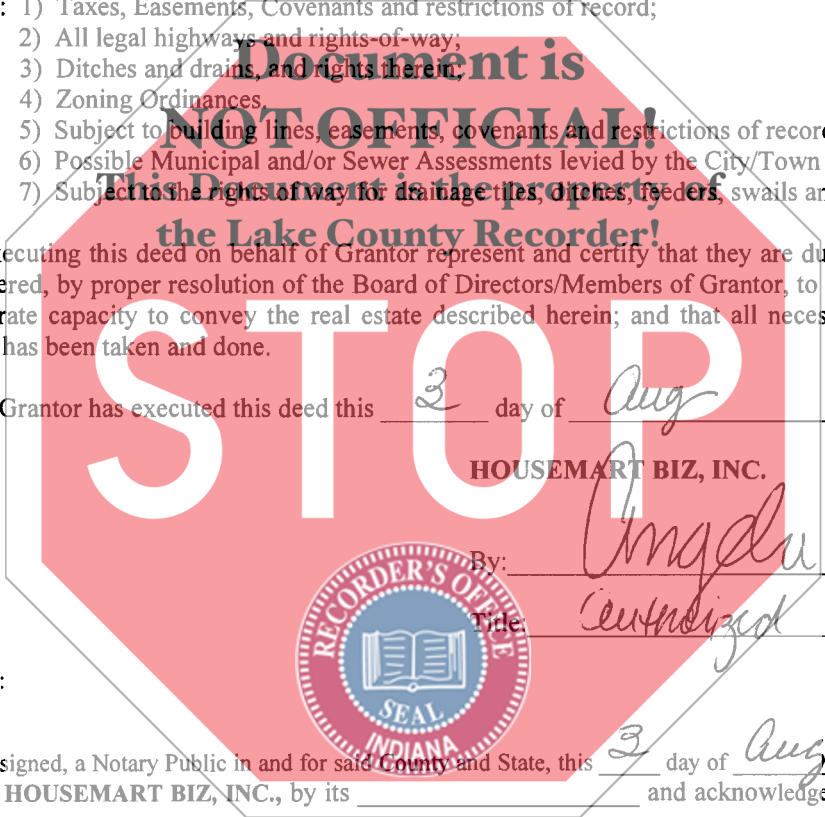 : 1) Taxes, Easements, Covenants and restrictions of record;
2) All legal highways and rights-of-way;
Document is
3) Ditches and drains, and rights therein;
4) Zoning Ordinances.
NOT OFFICIAL!
5) Subject to building lines, easements, covenants and restrictions of recor
6) Possible Municipal and/or Sewer Assessments levied by the City/Town
This Document is the property of
7) Subject to the rights of way for drainage tiles, ditches, feeders, swails an
the Lake County Recorder!
ecuting this deed on behalf of Grantor represent and certify that they are du
ered, by proper resolution of the Board of Directors/Members of Grantor, to
rate capacity to convey the real estate described herein; and that all neces
has been taken and done.
STOP
Grantor has executed this deed this 3 day of Aug
HOUSEMART BIZ, INC.
By:
Title: authorized
RECORDER'S OFFICE
SEAL
INDIANA
:
signed, a Notary Public in and for said County and State, this 3 day of Aug
HOUSEMART BIZ, INC., by its and acknowledge